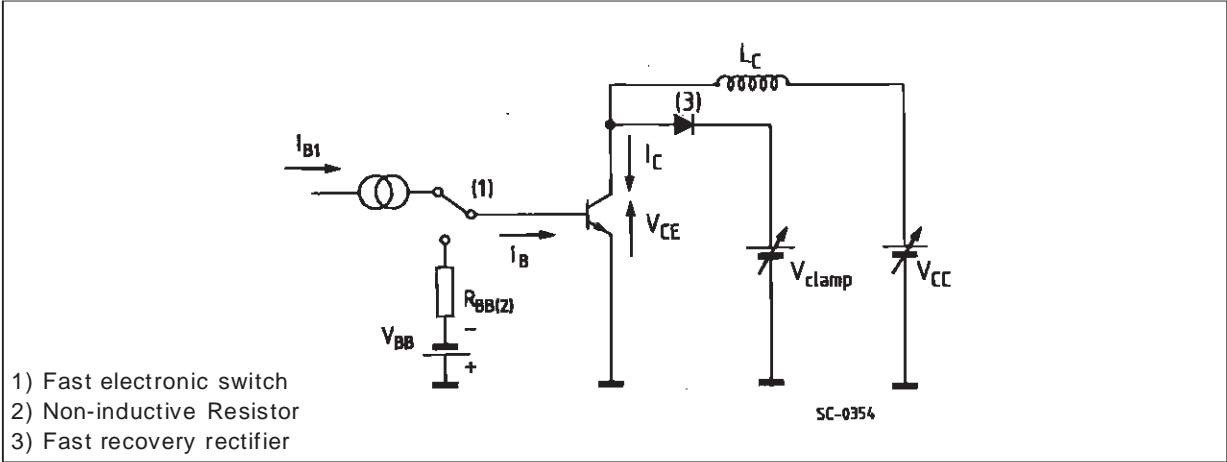 L_C
(3)
I_B1
(1)
I_C
V_CE
i_B
V_clamp
V_CC
R_BB(2)
V_BB
−
+
1) Fast electronic switch
2) Non-inductive Resistor
3) Fast recovery rectifier
SC-0354